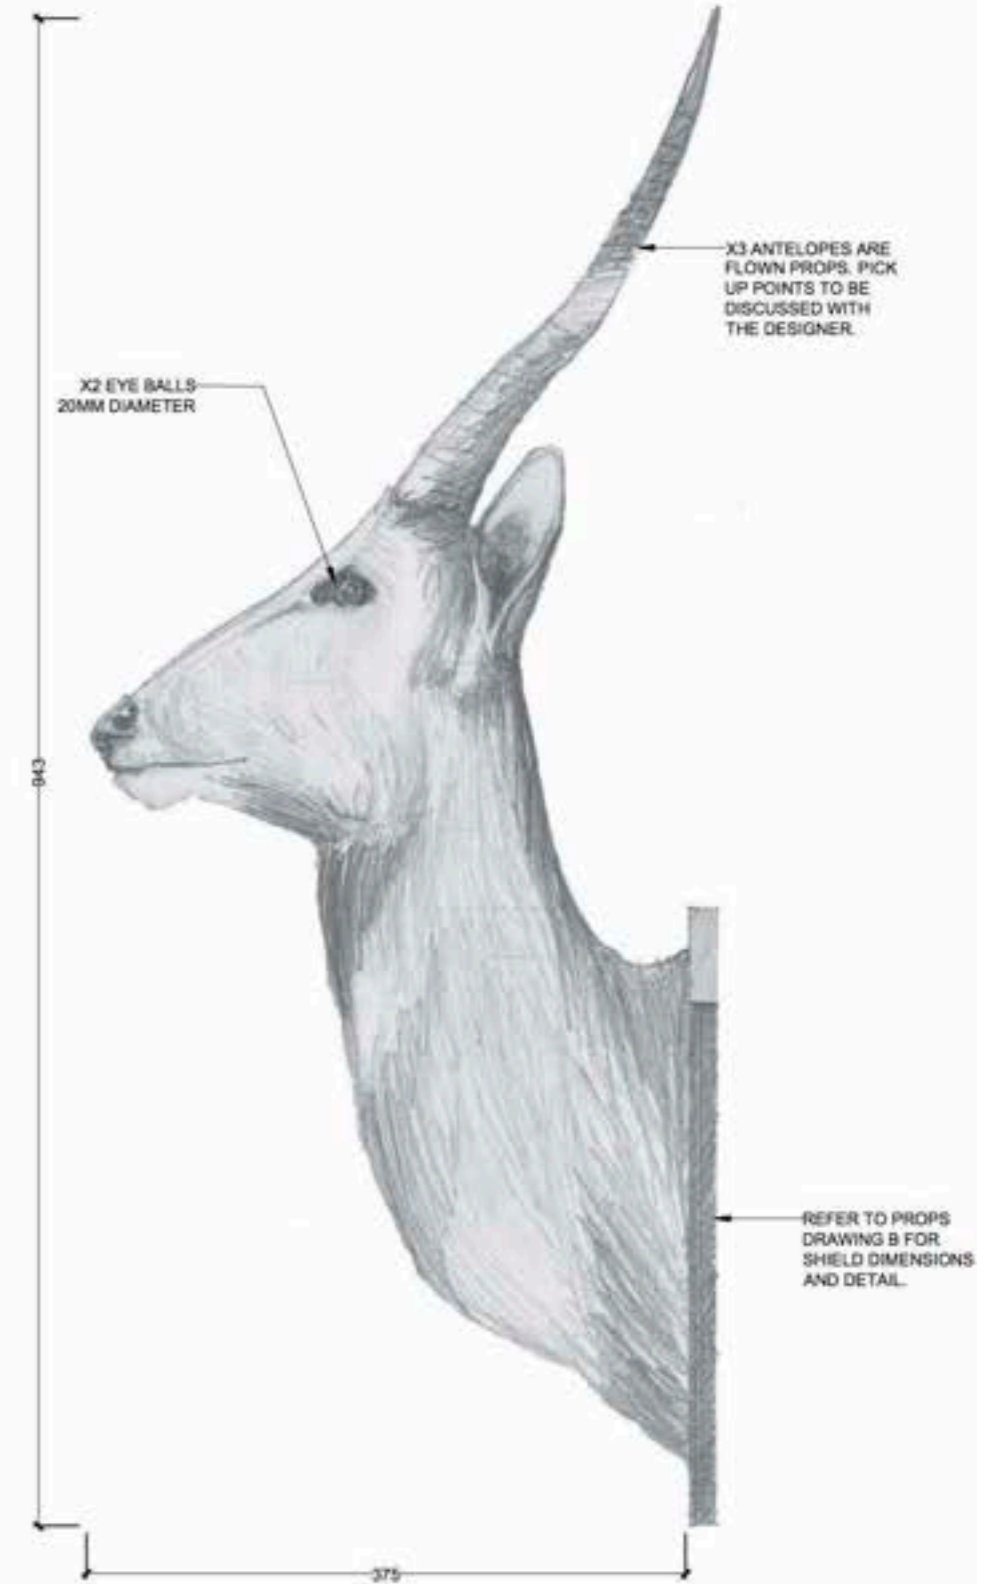 X3 ANTELOPES ARE
FLOWN PROPS. PICK
UP POINTS TO BE
DISCUSSED WITH
THE DESIGNER.
X2 EYE BALLS
20MM DIAMETER
943
REFER TO PROPS
DRAWING B FOR
SHIELD DIMENSIONS
AND DETAIL.
375